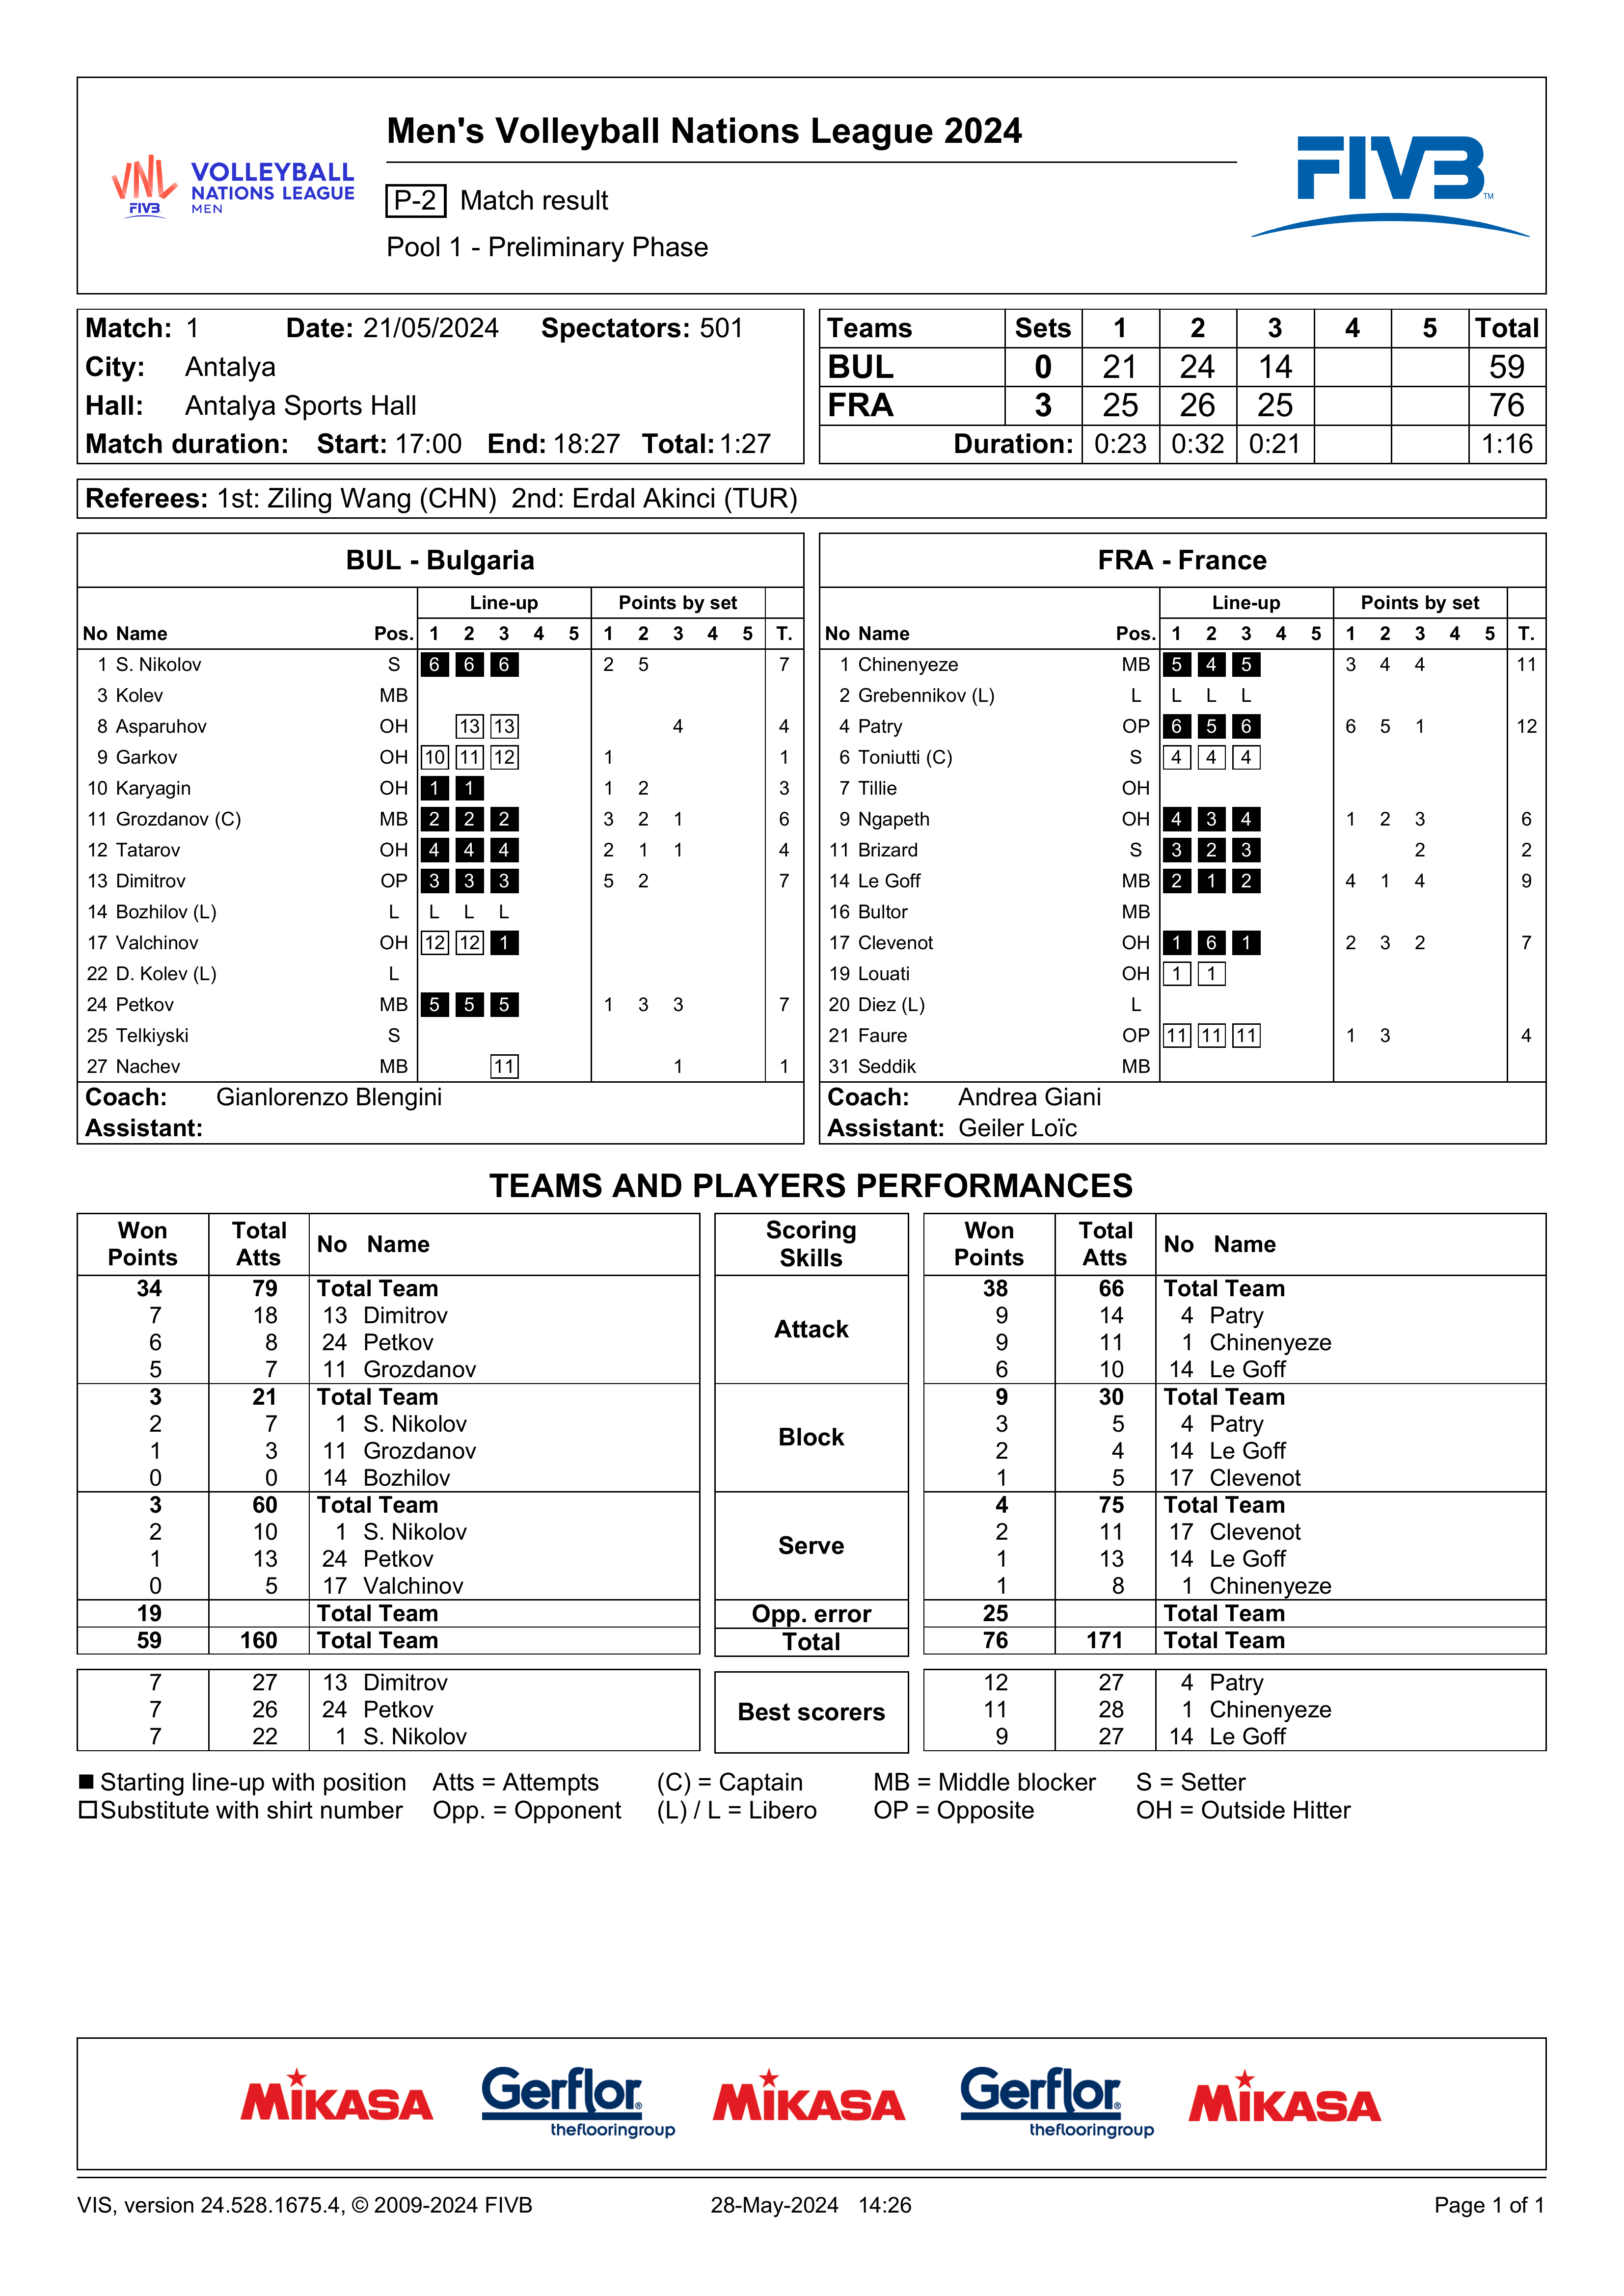 Men's Volleyball Nations League 2024
VNL FIVB VOLLEYBALL NATIONS LEAGUE MEN
P-2 Match result
Pool 1 - Preliminary Phase
FIVB TM
Match: 1 Date: 21/05/2024 Spectators: 501
City: Antalya
Hall: Antalya Sports Hall
Match duration: Start: 17:00 End: 18:27 Total: 1:27
Teams Sets 1 2 3 4 5 Total
BUL 0 21 24 14 59
FRA 3 25 26 25 76
Duration: 0:23 0:32 0:21 1:16
Referees: 1st: Ziling Wang (CHN) 2nd: Erdal Akinci (TUR)
BUL - Bulgaria
Line-up Points by set
No Name Pos. 1 2 3 4 5 1 2 3 4 5 T.
1 S. Nikolov S 6 6 6 2 5 7
3 Kolev MB
8 Asparuhov OH 13 13 4 4
9 Garkov OH 10 11 12 1 1
10 Karyagin OH 1 1 1 2 3
11 Grozdanov (C) MB 2 2 2 3 2 1 6
12 Tatarov OH 4 4 4 2 1 1 4
13 Dimitrov OP 3 3 3 5 2 7
14 Bozhilov (L) L L L L
17 Valchinov OH 12 12 1
22 D. Kolev (L) L
24 Petkov MB 5 5 5 1 3 3 7
25 Telkiyski S
27 Nachev MB 11 1 1
Coach: Gianlorenzo Blengini
Assistant:
FRA - France
Line-up Points by set
No Name Pos. 1 2 3 4 5 1 2 3 4 5 T.
1 Chinenyeze MB 5 4 5 3 4 4 11
2 Grebennikov (L) L L L L
4 Patry OP 6 5 6 6 5 1 12
6 Toniutti (C) S 4 4 4
7 Tillie OH
9 Ngapeth OH 4 3 4 1 2 3 6
11 Brizard S 3 2 3 2 2
14 Le Goff MB 2 1 2 4 1 4 9
16 Bultor MB
17 Clevenot OH 1 6 1 2 3 2 7
19 Louati OH 1 1
20 Diez (L) L
21 Faure OP 11 11 11 1 3 4
31 Seddik MB
Coach: Andrea Giani
Assistant: Geiler Loïc
TEAMS AND PLAYERS PERFORMANCES
Won Points Total Atts No Name Scoring Skills Won Points Total Atts No Name
34 79 Total Team Attack 38 66 Total Team
7 18 13 Dimitrov 9 14 4 Patry
6 8 24 Petkov 9 11 1 Chinenyeze
5 7 11 Grozdanov 6 10 14 Le Goff
3 21 Total Team Block 9 30 Total Team
2 7 1 S. Nikolov 3 5 4 Patry
1 3 11 Grozdanov 2 4 14 Le Goff
0 0 14 Bozhilov 1 5 17 Clevenot
3 60 Total Team Serve 4 75 Total Team
2 10 1 S. Nikolov 2 11 17 Clevenot
1 13 24 Petkov 1 13 14 Le Goff
0 5 17 Valchinov 1 8 1 Chinenyeze
19 Total Team Opp. error 25 Total Team
59 160 Total Team Total 76 171 Total Team
7 27 13 Dimitrov Best scorers 12 27 4 Patry
7 26 24 Petkov 11 28 1 Chinenyeze
7 22 1 S. Nikolov 9 27 14 Le Goff
Starting line-up with position Atts = Attempts (C) = Captain MB = Middle blocker S = Setter
Substitute with shirt number Opp. = Opponent (L) / L = Libero OP = Opposite OH = Outside Hitter
MIKASA Gerflor® theflooringgroup MIKASA Gerflor® theflooringgroup MIKASA
VIS, version 24.528.1675.4, © 2009-2024 FIVB 28-May-2024 14:26 Page 1 of 1